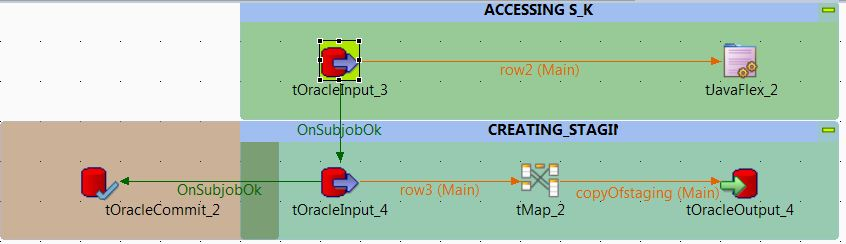 ACCESSING S_K
row2 (Main)
tOracleInput_3
tJavaFlex_2
OnSubjobOk
CREATING_STAGIN
OnSubjobOk
row3 (Main)
copyOfstaging (Main)
tOracleCommit_2
tOracleInput_4
tMap_2
tOracleOutput_4